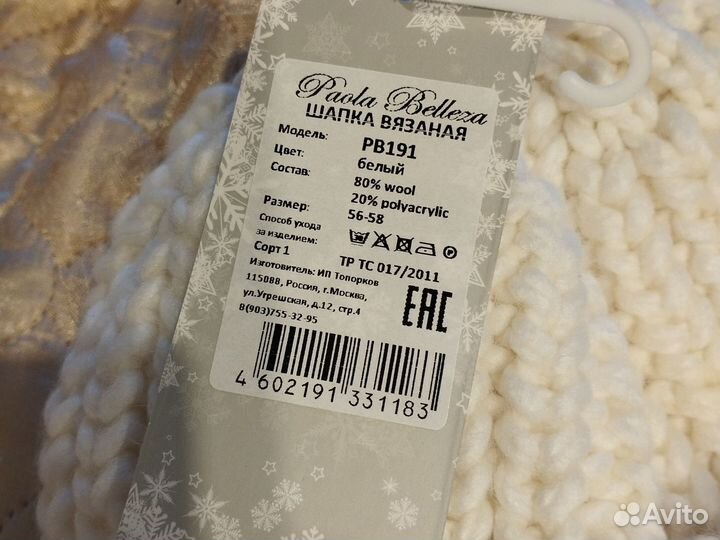 Paola Belleza
ШАПКА ВЯЗАНАЯ
Модель: PB191
Цвет: белый
Состав: 80% wool
20% polyacrylic
Размер: 56-58
Способ ухода
за изделием:
Сорт 1 ТР ТС 017/2011
Изготовитель: ИП Топорков
115088, Россия, г.Москва,
ул.Угрешская, д.12, стр.4
8(903)755-32-95
EAC
4 602191 331183
Avito